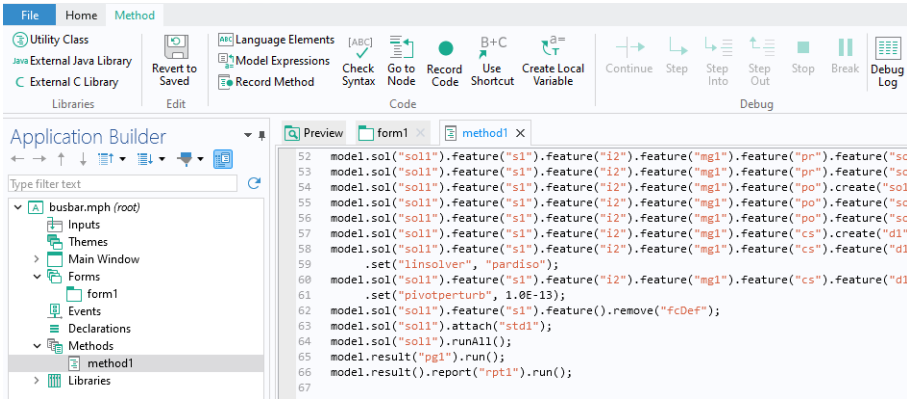 File Home Method
Utility Class
Java External Java Library
C External C Library
Libraries
Revert to
Saved
Edit
ABC Language Elements
Model Expressions
Record Method
[ABC]
Check
Syntax
Go to
Node
Record
Code
B+C
Use
Shortcut
a=
Create Local
Variable
Code
Continue
Step
Step
Into
Step
Out
Stop
Break
Debug
Debug
Log
Application Builder
Type filter text
A busbar.mph (root)
Inputs
Themes
Main Window
Forms
form1
Events
Declarations
Methods
method1
Libraries
Preview form1 method1
52 model.sol("sol1").feature("s1").feature("i2").feature("mg1").feature("pr").feature("so
53 model.sol("sol1").feature("s1").feature("i2").feature("mg1").feature("pr").feature("so
54 model.sol("sol1").feature("s1").feature("i2").feature("mg1").feature("po").create("so1
55 model.sol("sol1").feature("s1").feature("i2").feature("mg1").feature("po").feature("so
56 model.sol("sol1").feature("s1").feature("i2").feature("mg1").feature("po").feature("so
57 model.sol("sol1").feature("s1").feature("i2").feature("mg1").feature("cs").create("d1"
58 model.sol("sol1").feature("s1").feature("i2").feature("mg1").feature("cs").feature("d1
59 .set("linsolver", "pardiso");
60 model.sol("sol1").feature("s1").feature("i2").feature("mg1").feature("cs").feature("d1
61 .set("pivotperturb", 1.0E-13);
62 model.sol("sol1").feature("s1").feature().remove("fcDef");
63 model.sol("sol1").attach("std1");
64 model.sol("sol1").runAll();
65 model.result("pg1").run();
66 model.result().report("rpt1").run();
67